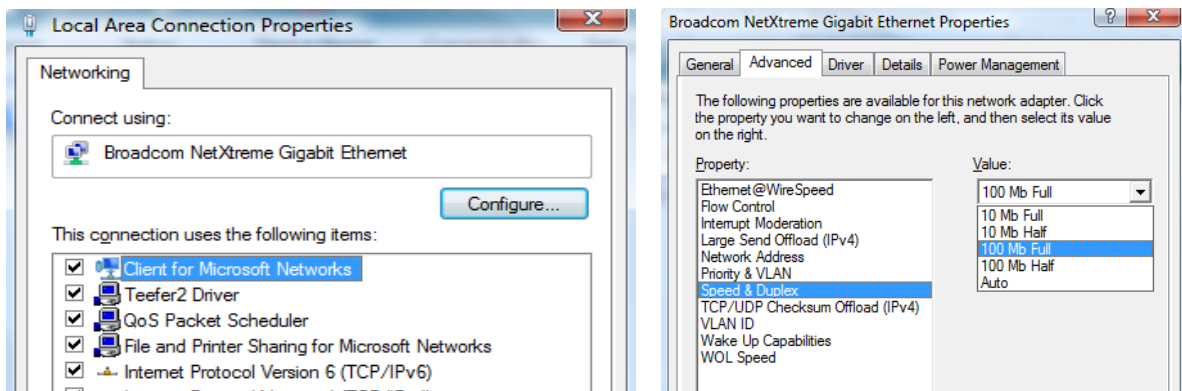 Local Area Connection Properties
Networking
Connect using:
Broadcom NetXtreme Gigabit Ethernet
Configure...
This connection uses the following items:
Client for Microsoft Networks
Teefer2 Driver
QoS Packet Scheduler
File and Printer Sharing for Microsoft Networks
Internet Protocol Version 6 (TCP/IPv6)
Broadcom NetXtreme Gigabit Ethernet Properties
General Advanced Driver Details Power Management
The following properties are available for this network adapter. Click
the property you want to change on the left, and then select its value
on the right.
Property:
Ethernet@WireSpeed
Flow Control
Interrupt Moderation
Large Send Offload (IPv4)
Network Address
Priority & VLAN
Speed & Duplex
TCP/UDP Checksum Offload (IPv4)
VLAN ID
Wake Up Capabilities
WOL Speed
Value:
100 Mb Full
10 Mb Full
10 Mb Half
100 Mb Full
100 Mb Half
Auto